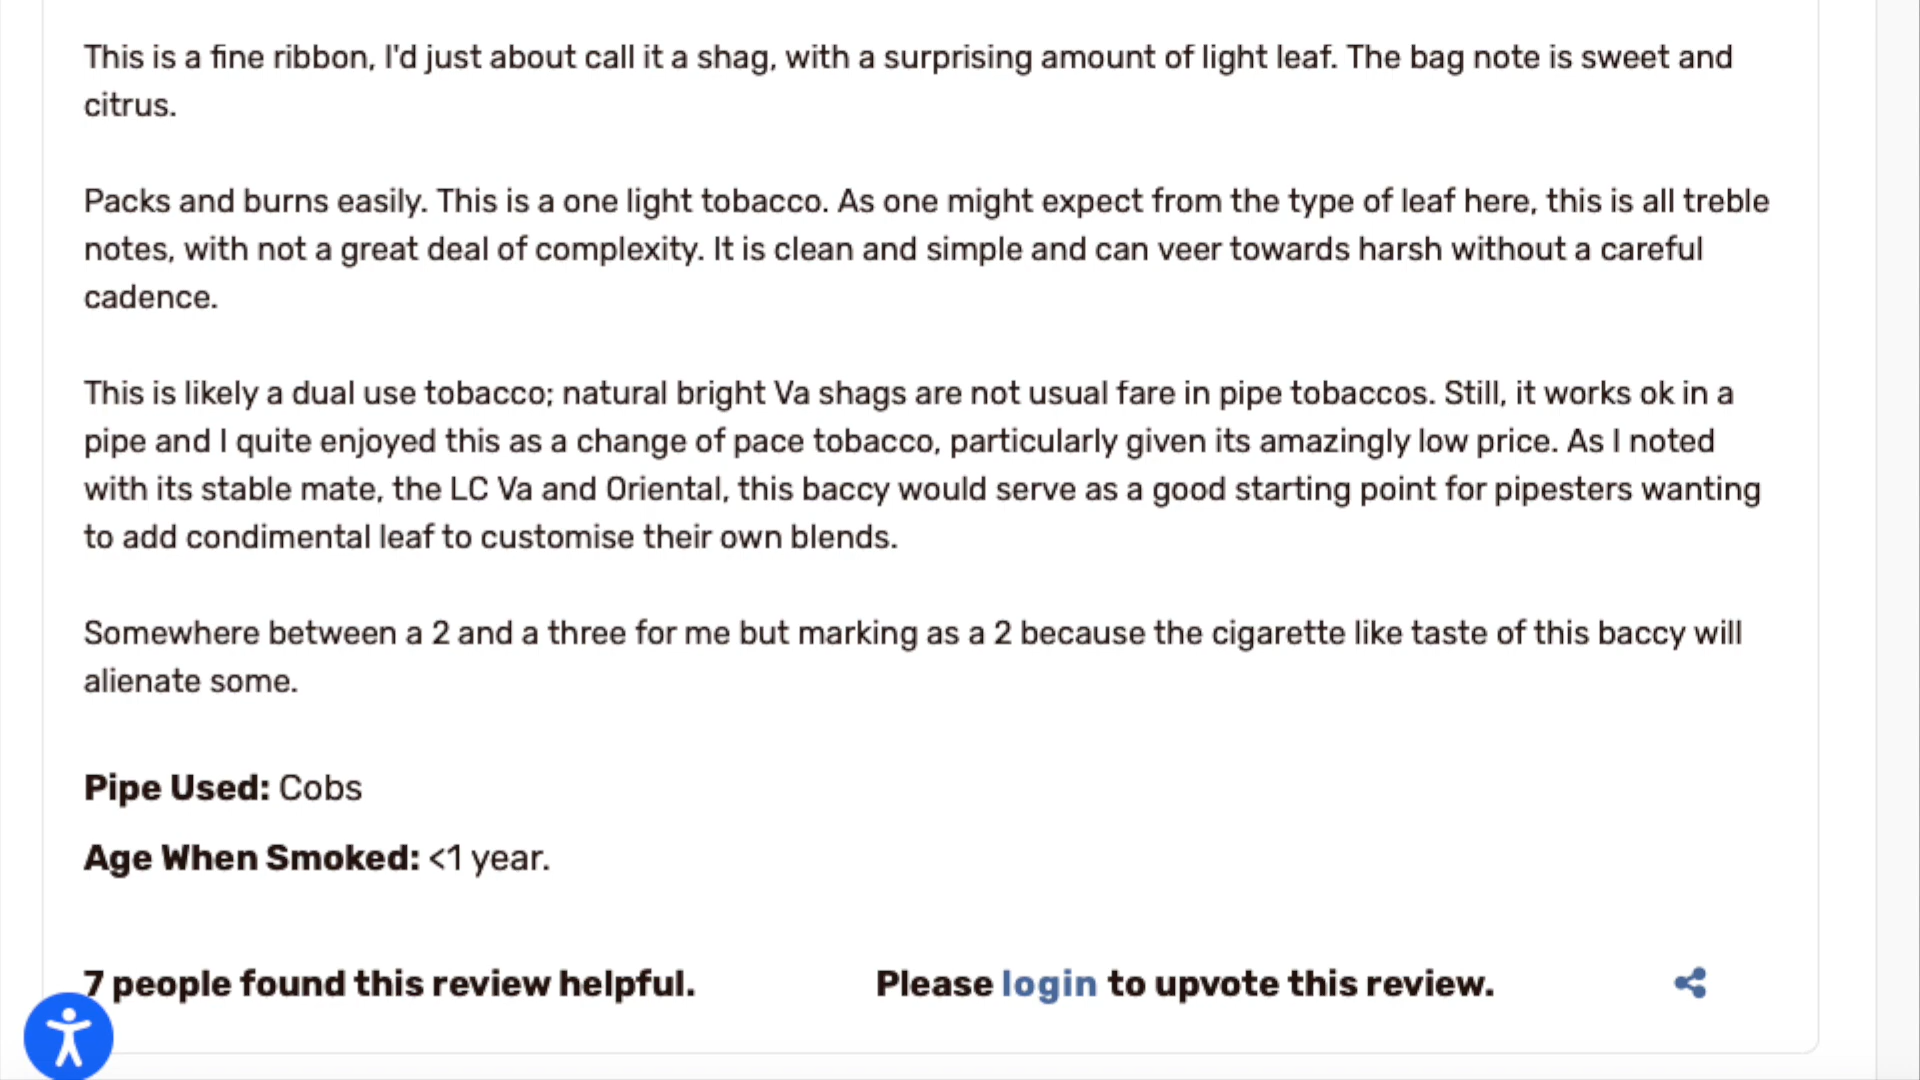 This is a fine ribbon, I'd just about call it a shag, with a surprising amount of light leaf. The bag note is sweet and
citrus.
Packs and burns easily. This is a one light tobacco. As one might expect from the type of leaf here, this is all treble
notes, with not a great deal of complexity. It is clean and simple and can veer towards harsh without a careful
cadence.
This is likely a dual use tobacco; natural bright Va shags are not usual fare in pipe tobaccos. Still, it works ok in a
pipe and I quite enjoyed this as a change of pace tobacco, particularly given its amazingly low price. As I noted
with its stable mate, the LC Va and Oriental, this baccy would serve as a good starting point for pipesters wanting
to add condimental leaf to customise their own blends.
Somewhere between a 2 and a three for me but marking as a 2 because the cigarette like taste of this baccy will
alienate some.
Pipe Used: Cobs
Age When Smoked: <1 year.
7 people found this review helpful. Please login to upvote this review.